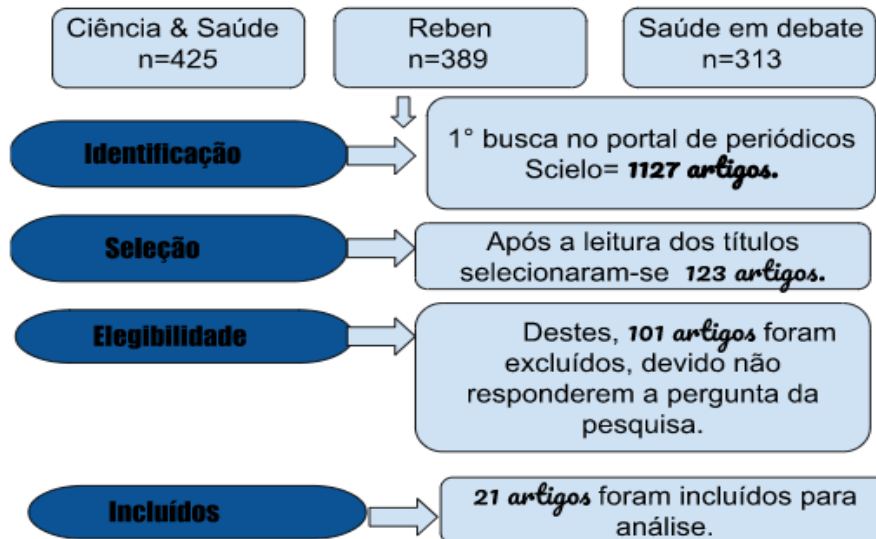 Ciência & Saúde
n=425
Reben
n=389
Saúde em debate
n=313
Identificação
1° busca no portal de periódicos
Scielo= 1127 artigos.
Seleção
Após a leitura dos títulos
selecionaram-se 123 artigos.
Elegibilidade
Destes, 101 artigos foram
excluídos, devido não
responderem a pergunta da
pesquisa.
Incluídos
21 artigos foram incluídos para
análise.